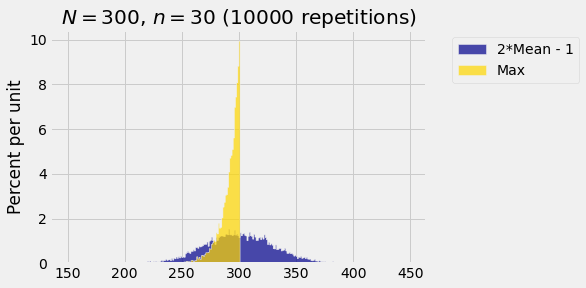 N = 300, n = 30 (10000 repetitions)
10
8
6
4
2
0
Percent per unit
150 200 250 300 350 400 450
2*Mean - 1
Max